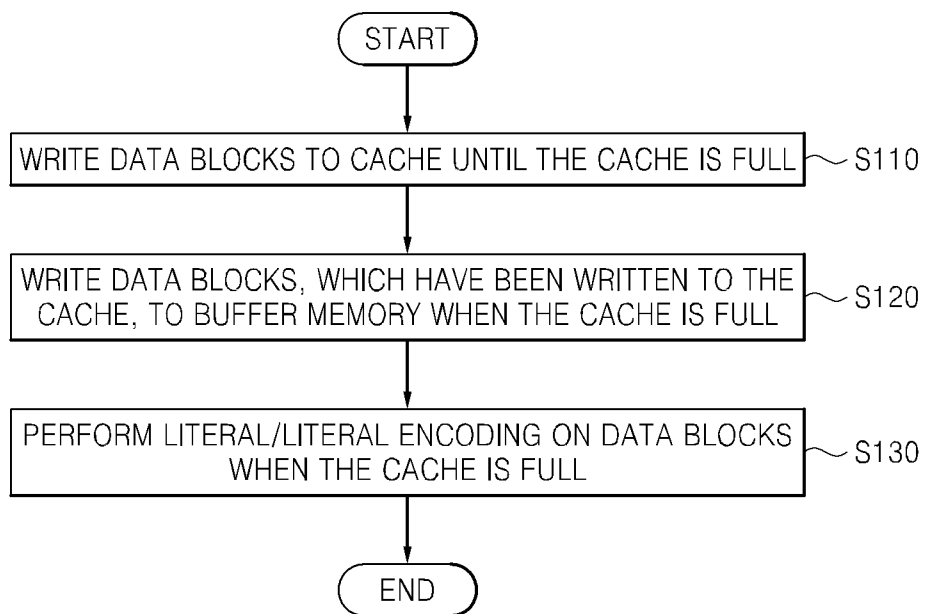 START
WRITE DATA BLOCKS TO CACHE UNTIL THE CACHE IS FULL
S110
WRITE DATA BLOCKS, WHICH HAVE BEEN WRITTEN TO THE
CACHE, TO BUFFER MEMORY WHEN THE CACHE IS FULL
S120
PERFORM LITERAL/LITERAL ENCODING ON DATA BLOCKS
WHEN THE CACHE IS FULL
S130
END